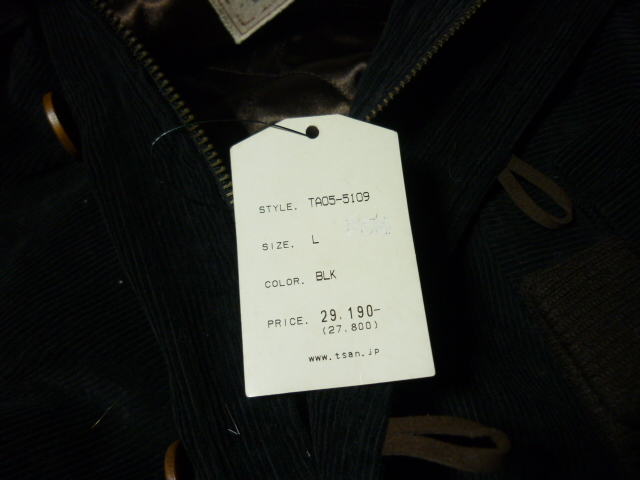 STYLE. TA05-5109
SIZE. L
COLOR. BLK
PRICE. 29.190-
(27.800)
www.tsan.jp